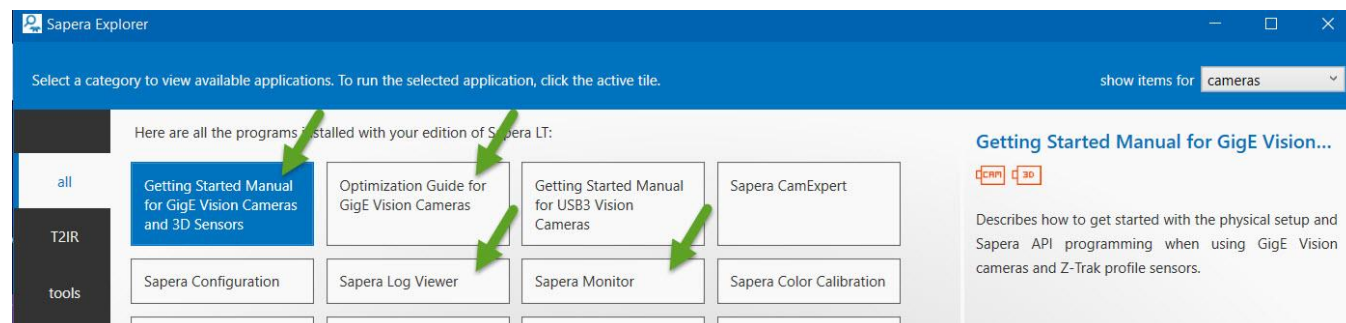 Sapera Explorer
Select a category to view available applications. To run the selected application, click the active tile.
show items for cameras
Here are all the programs installed with your edition of Sapera LT:
all
T2IR
tools
Getting Started Manual
for GigE Vision Cameras
and 3D Sensors
Optimization Guide for
GigE Vision Cameras
Getting Started Manual
for USB3 Vision
Cameras
Sapera CamExpert
Sapera Configuration
Sapera Log Viewer
Sapera Monitor
Sapera Color Calibration
Getting Started Manual for GigE Vision...
CAM 3D
Describes how to get started with the physical setup and
Sapera API programming when using GigE Vision
cameras and Z-Trak profile sensors.